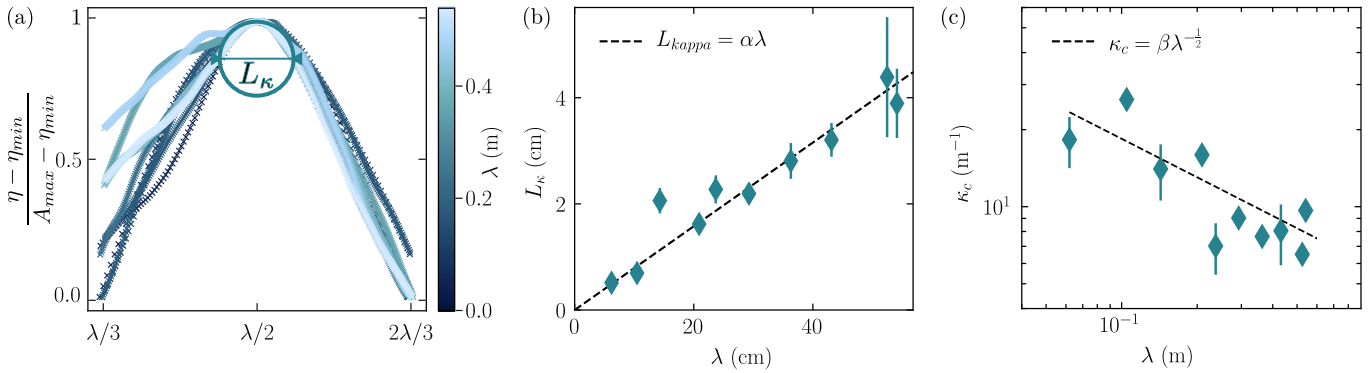 (a)
1
0.5
0.0
η − η_min / A_max − η_min
L_κ
λ/3
λ/2
2λ/3
0.4
0.2
0.0
λ (m)
(b)
L_kappa = αλ
4
2
0
L_κ (cm)
0
20
40
λ (cm)
(c)
κ_c = βλ^{-1/2}
10^1
κ_c (m^{-1})
10^{-1}
λ (m)